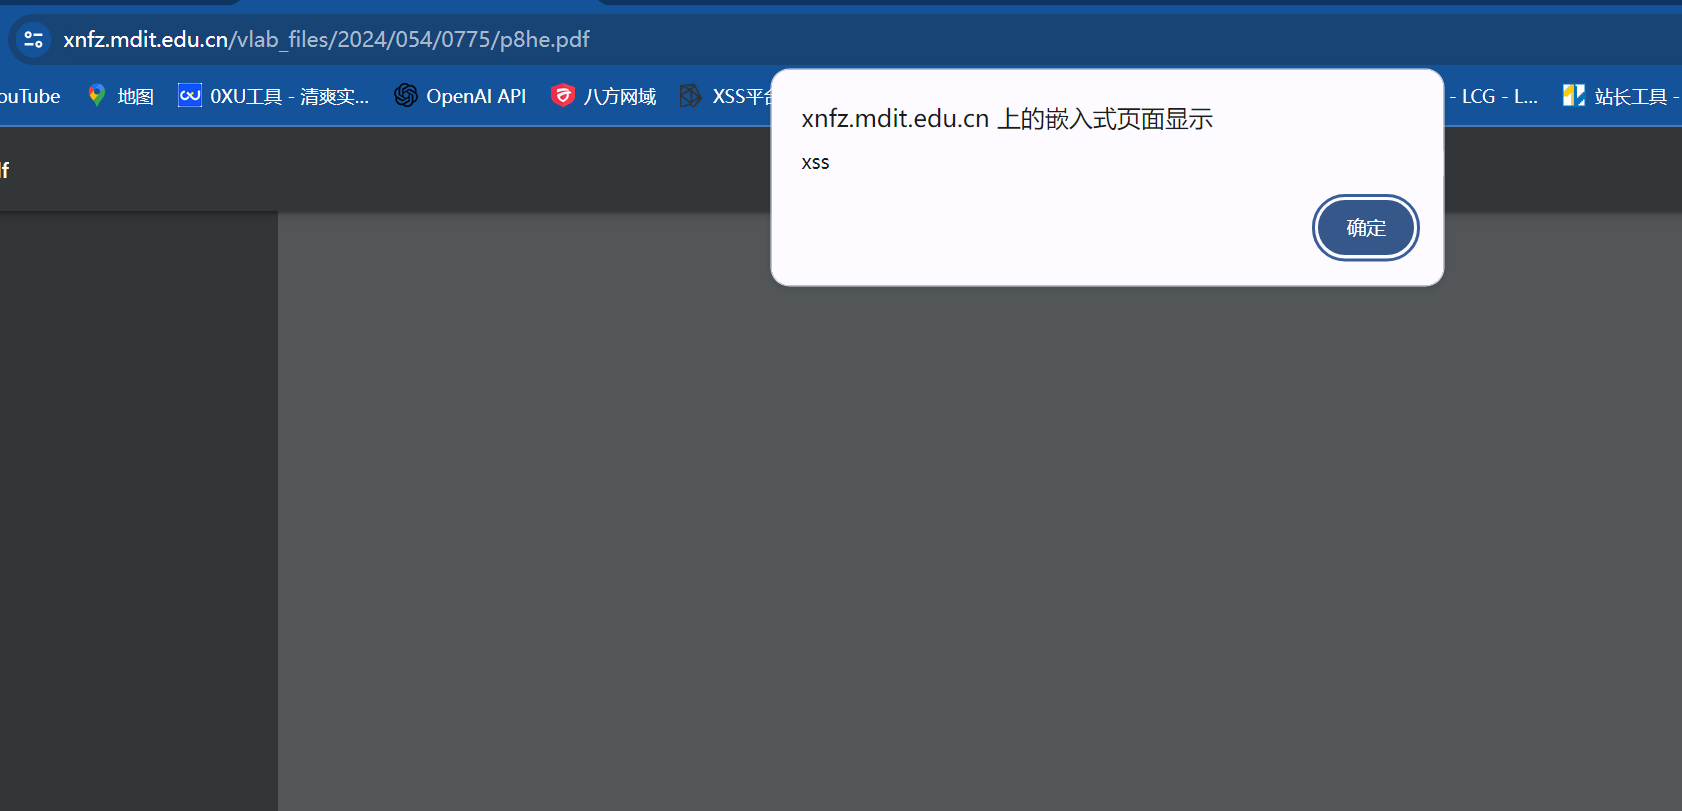 xnfz.mdit.edu.cn/vlab_files/2024/054/0775/p8he.pdf
ouTube 地图 0XU工具 - 清爽实... OpenAI API 八方网域 XSS平台 - LCG - L... 站长工具 -
xnfz.mdit.edu.cn 上的嵌入式页面显示
xss
确定